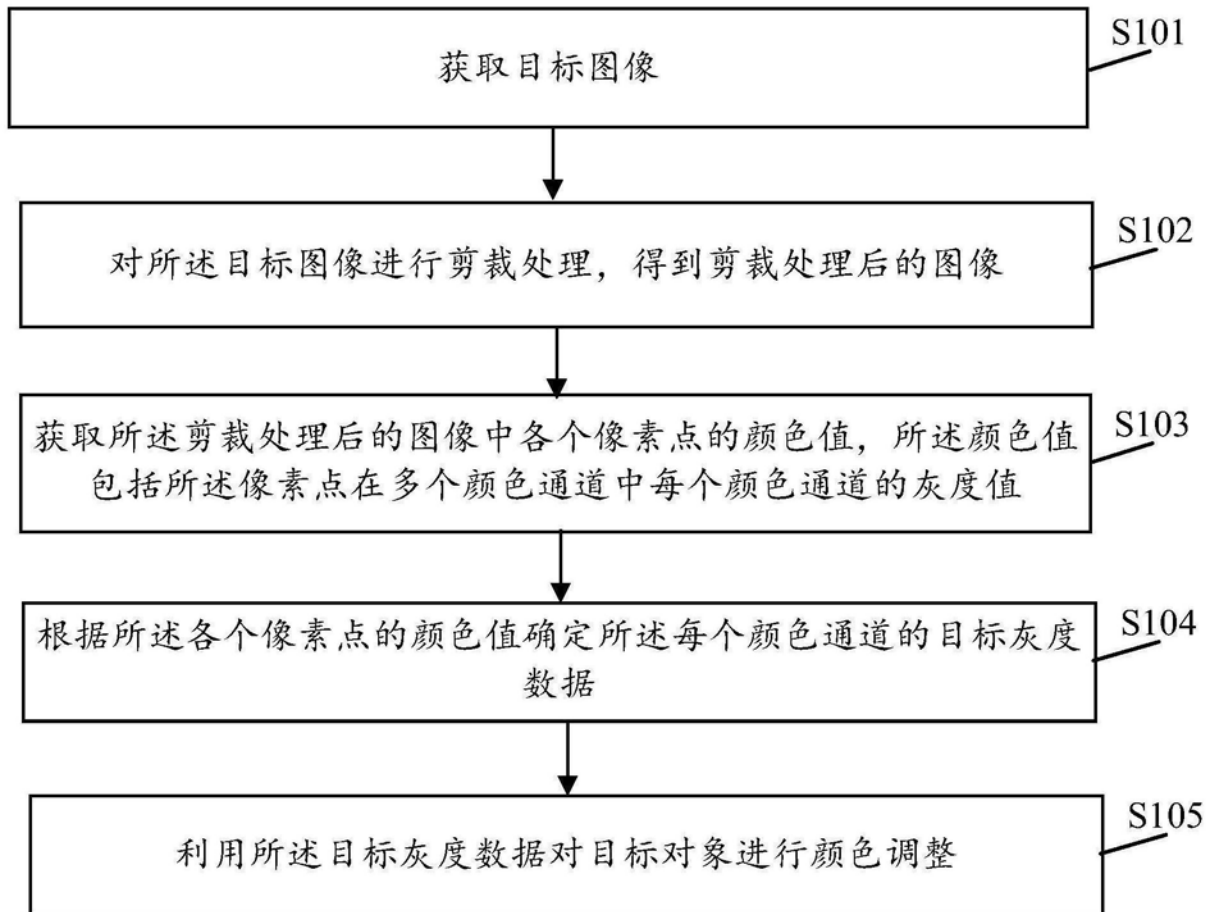 获取目标图像
S101
对所述目标图像进行剪裁处理，得到剪裁处理后的图像
S102
获取所述剪裁处理后的图像中各个像素点的颜色值，所述颜色值
包括所述像素点在多个颜色通道中每个颜色通道的灰度值
S103
根据所述各个像素点的颜色值确定所述每个颜色通道的目标灰度
数据
S104
利用所述目标灰度数据对目标对象进行颜色调整
S105